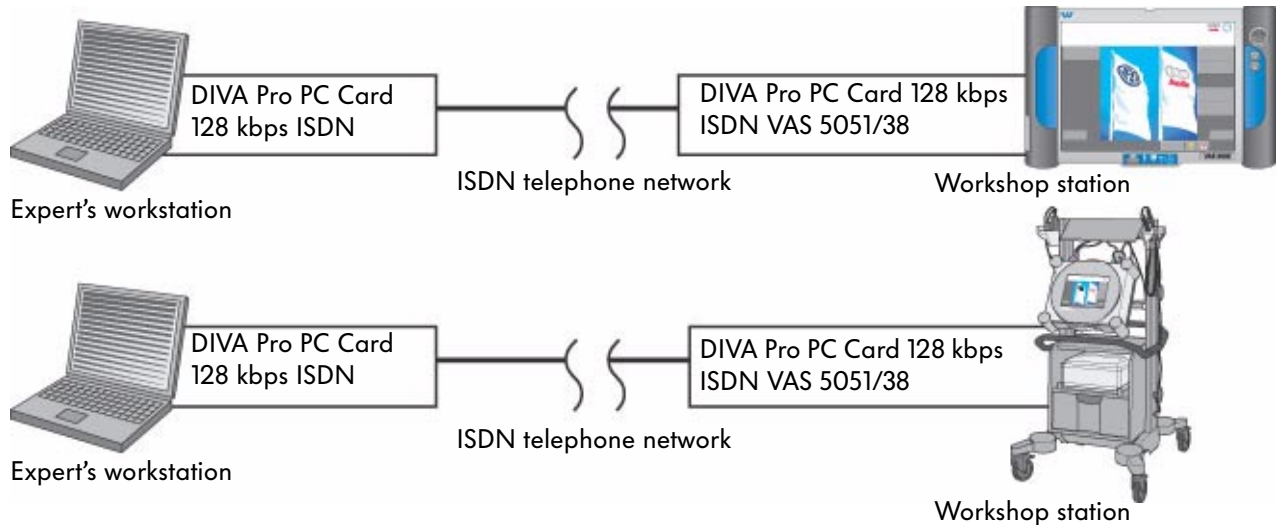 DIVA Pro PC Card
128 kbps ISDN
DIVA Pro PC Card 128 kbps
ISDN VAS 5051/38
ISDN telephone network
Workshop station
Expert's workstation
DIVA Pro PC Card
128 kbps ISDN
DIVA Pro PC Card 128 kbps
ISDN VAS 5051/38
ISDN telephone network
Expert's workstation
Workshop station